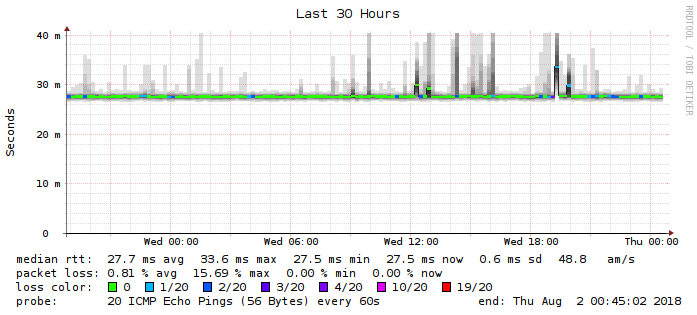 Last 30 Hours
RRDTOOL / TOBI OETIKER
Seconds
40 m
30 m
20 m
10 m
0
Wed 00:00 Wed 06:00 Wed 12:00 Wed 18:00 Thu 00:00
median rtt: 27.7 ms avg 33.6 ms max 27.5 ms min 27.5 ms now 0.6 ms sd 48.8 am/s
packet loss: 0.81 % avg 15.69 % max 0.00 % min 0.00 % now
loss color: 0 1/20 2/20 3/20 4/20 10/20 19/20
probe: 20 ICMP Echo Pings (56 Bytes) every 60s end: Thu Aug 2 00:45:02 2018